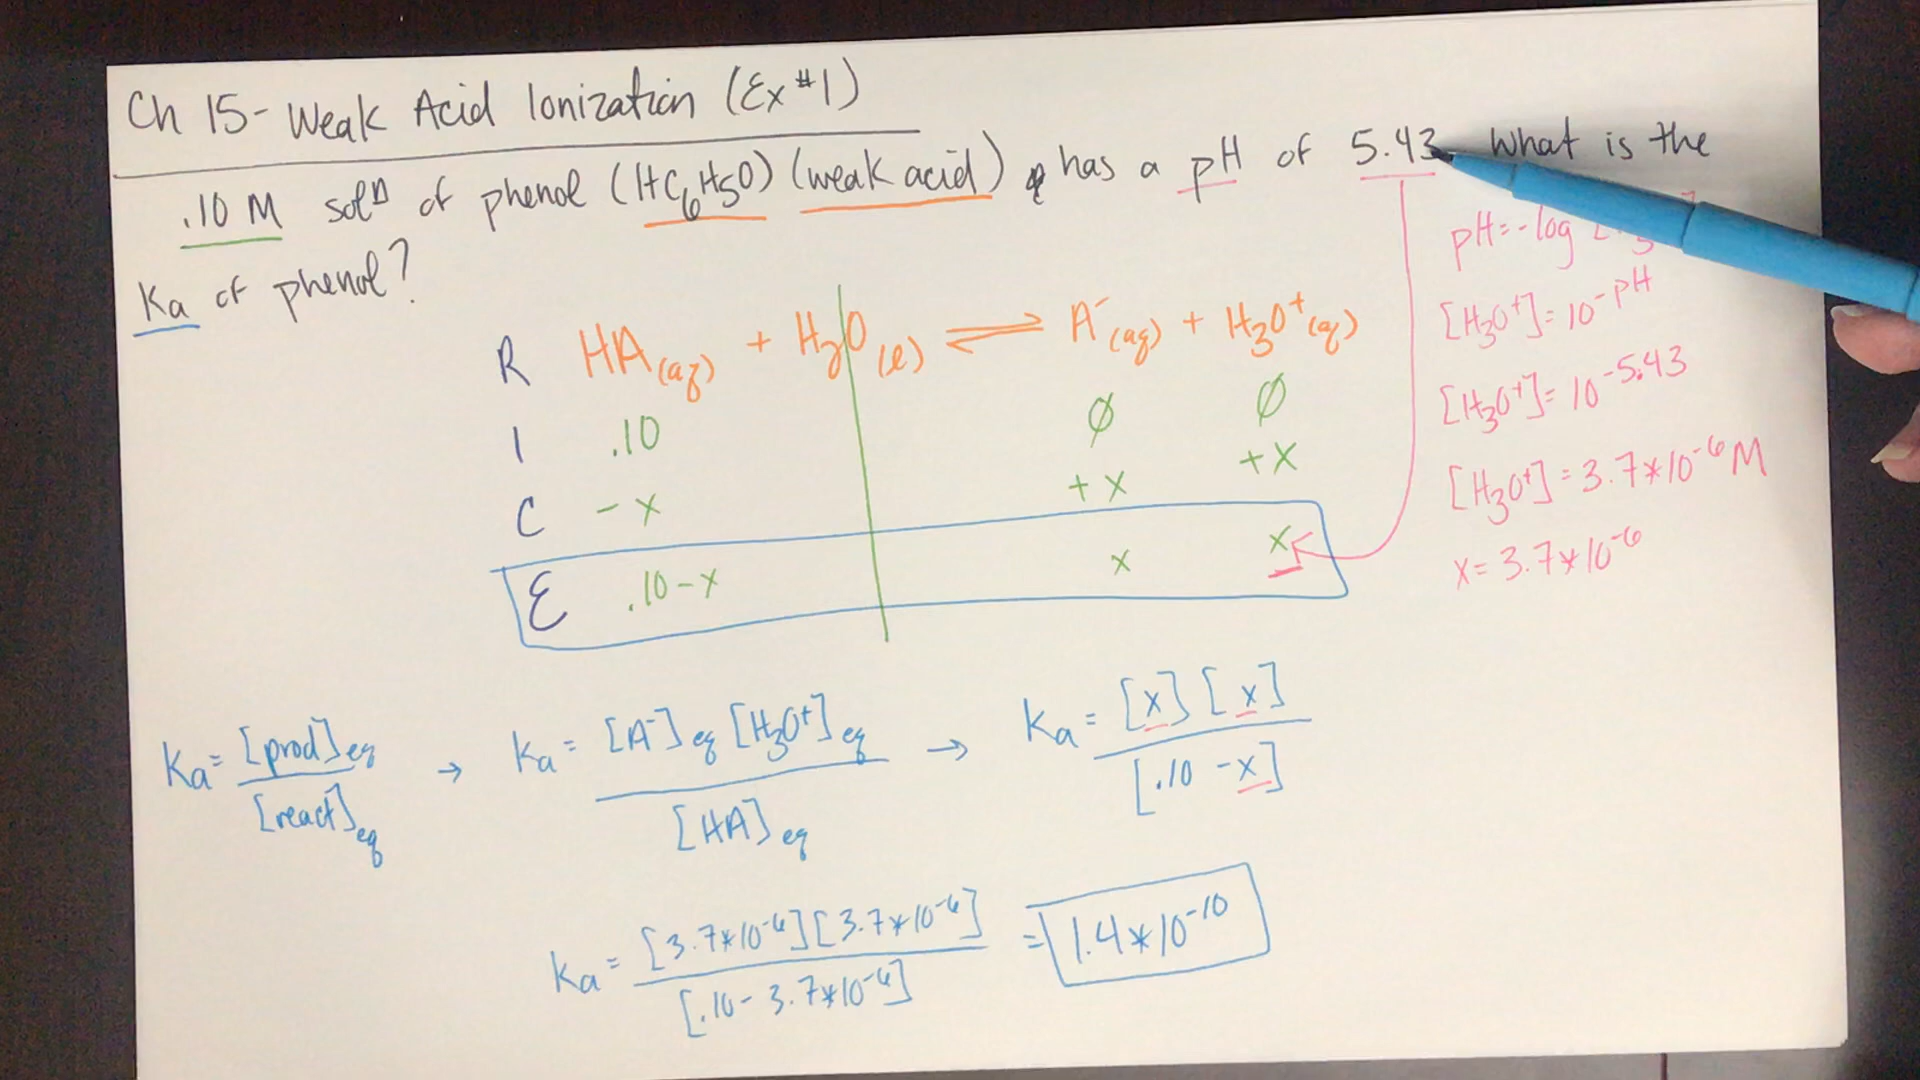 Ch 15- Weak Acid Ionization (Ex #1)
.10 M solⁿ of phenol (HC₆H₅O) (weak acid) has a pH of 5.43 What is the
Ka of phenol?
pH = -log [
[H₃O⁺] = 10^-pH
[H₃O⁺] = 10^-5.43
[H₃O⁺] = 3.7*10⁻⁶ M
x = 3.7*10⁻⁶
R HA(aq) + H₂O(l) ⇌ A⁻(aq) + H₃O⁺(aq)
I .10 Ø Ø
C -x +x +x
E .10-x x x
Ka = [prod]eq / [react]eq → Ka = [A⁻]eq [H₃O⁺]eq / [HA]eq → Ka = [x] [x] / [.10 - x]
Ka = [3.7*10⁻⁶][3.7*10⁻⁶] / [.10 - 3.7*10⁻⁶] = 1.4*10⁻¹⁰